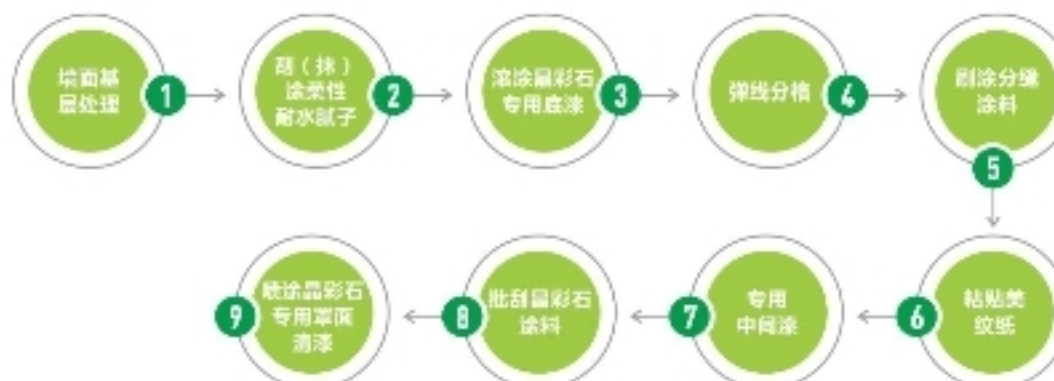 墙面基
层处理
1
刮（抹）
涂柔性
耐水腻子
2
滚涂晶彩石
专用底漆
3
弹线分格
4
刷涂分缝
涂料
5
粘贴美
纹纸
6
专用
中间漆
7
批刮晶彩石
涂料
8
喷涂晶彩石
专用罩面
清漆
9